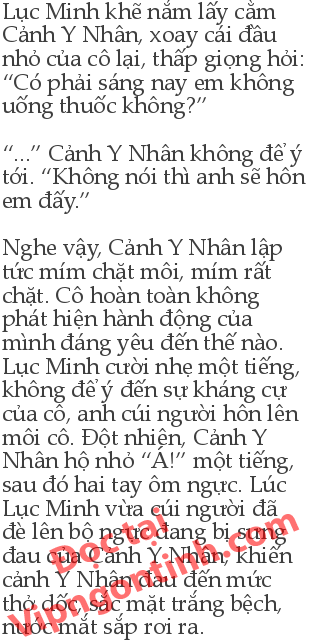 Lục Minh khẽ nắm lấy cằm
Cảnh Y Nhân, xoay cái đầu
nhỏ của cô lại, thấp giọng hỏi:
“Có phải sáng nay em không
uống thuốc không?”
“...” Cảnh Y Nhân không để ý
tới. “Không nói thì anh sẽ hôn
em đấy.”
Nghe vậy, Cảnh Y Nhân lập
tức mím chặt môi, mím rất
chặt. Cô hoàn toàn không
phát hiện hành động của
mình đáng yêu đến thế nào.
Lục Minh cười nhẹ một tiếng,
không để ý đến sự kháng cự
của cô, anh cúi người hôn lên
môi cô. Đột nhiên, Cảnh Y
Nhân hộ nhỏ “Á!” một tiếng,
sau đó hai tay ôm ngực. Lúc
Lục Minh vừa cúi người đã
đè lên bộ ngực đang bị sưng
đau của Cảnh Y Nhân, khiến
cảnh Y Nhân đau đến mức
thở dốc, sắc mặt trắng bệch,
nước mắt sắp rơi ra.
Đọc tại
Vipngontinh.com